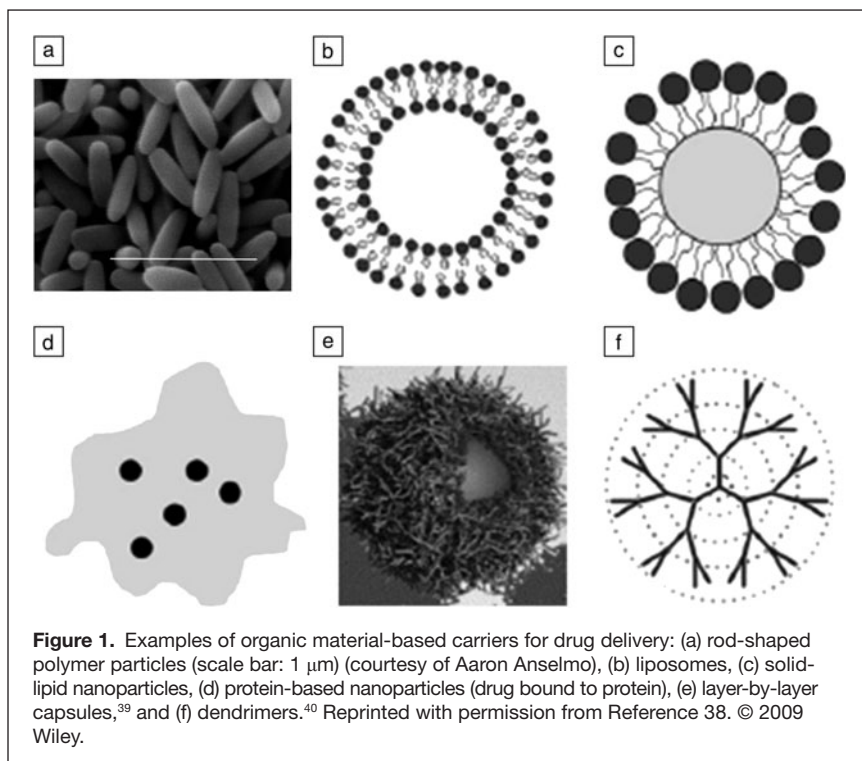 a
b
c
d
e
f
Figure 1. Examples of organic material-based carriers for drug delivery: (a) rod-shaped
polymer particles (scale bar: 1 μm) (courtesy of Aaron Anselmo), (b) liposomes, (c) solid-
lipid nanoparticles, (d) protein-based nanoparticles (drug bound to protein), (e) layer-by-layer
capsules,³⁹ and (f) dendrimers.⁴⁰ Reprinted with permission from Reference 38. © 2009
Wiley.